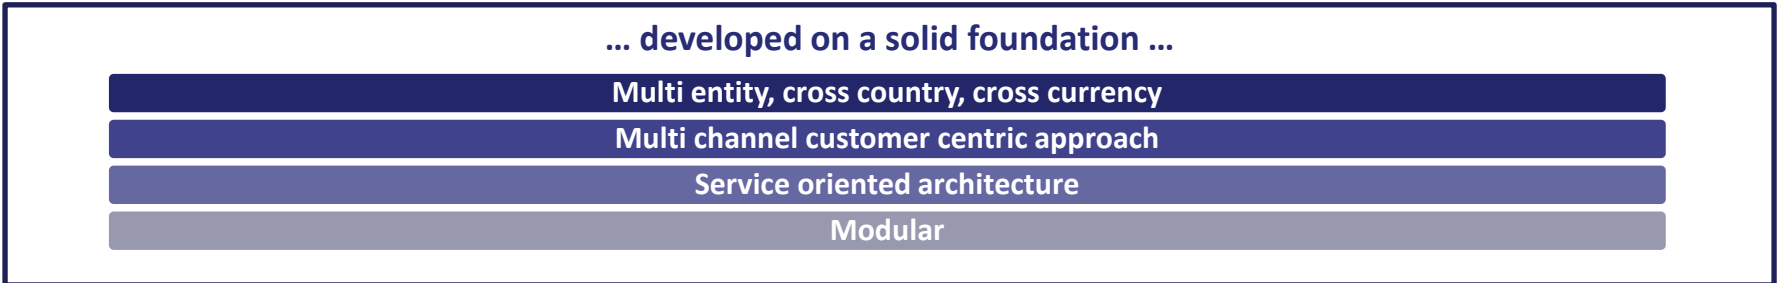 ... developed on a solid foundation ...
Multi entity, cross country, cross currency
Multi channel customer centric approach
Service oriented architecture
Modular